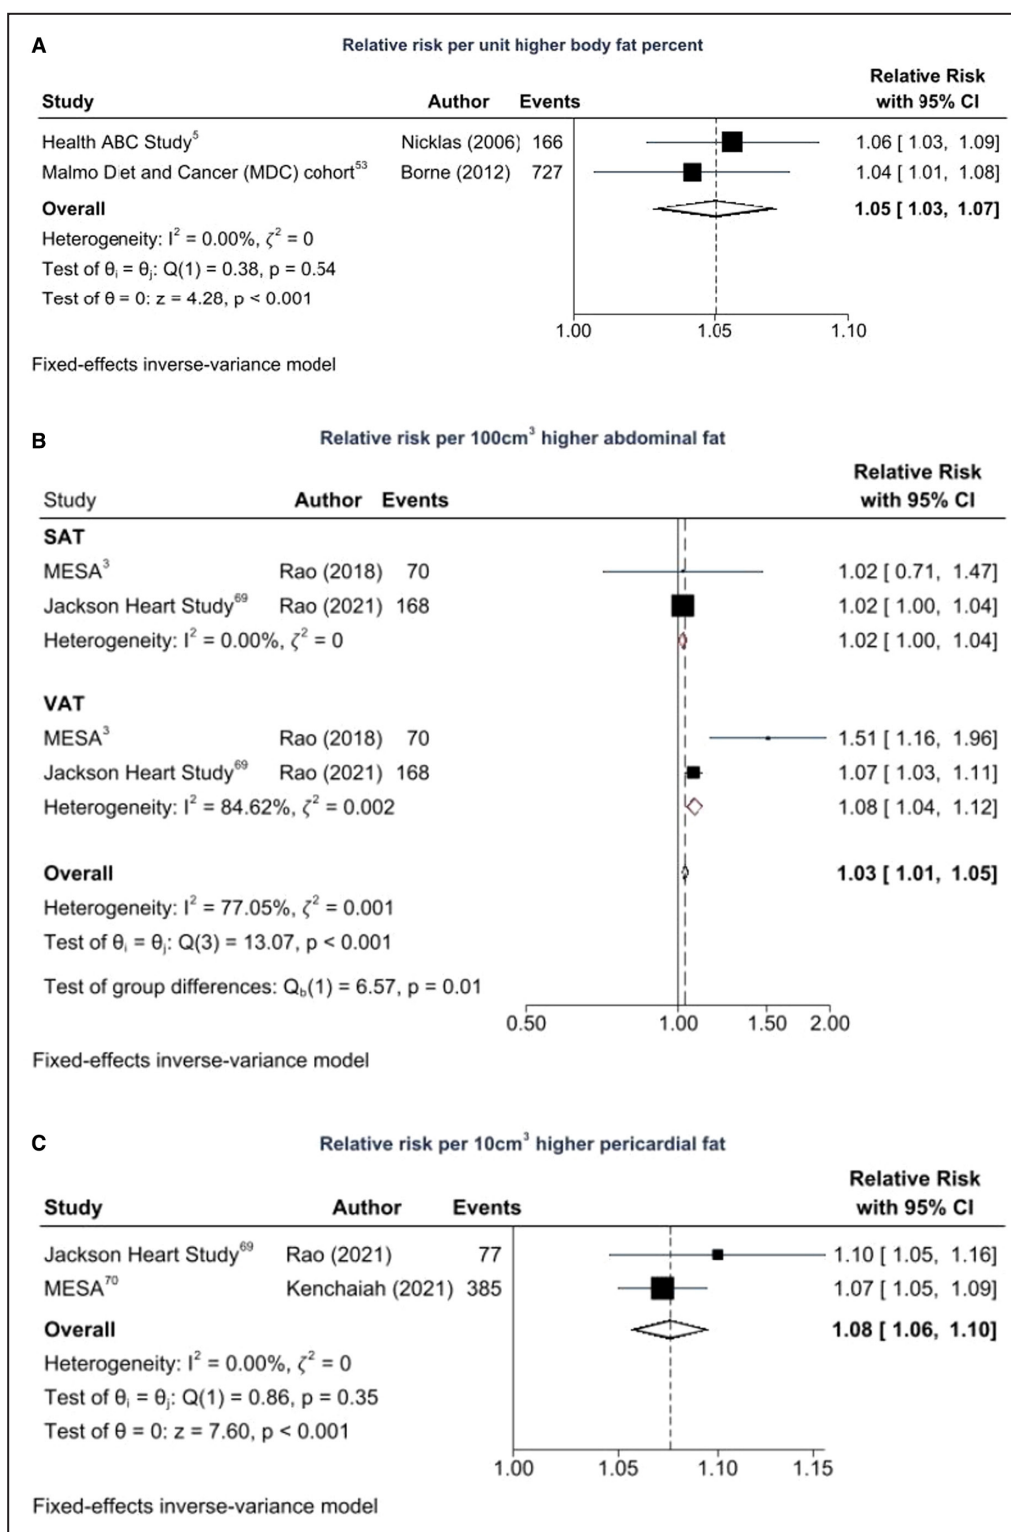 A
Relative risk per unit higher body fat percent
Relative Risk
Study Author Events with 95% CI
Health ABC Study5 Nicklas (2006) 166 1.06 [ 1.03, 1.09]
Malmo Diet and Cancer (MDC) cohort53 Borne (2012) 727 1.04 [ 1.01, 1.08]
Overall 1.05 [ 1.03, 1.07]
Heterogeneity: I² = 0.00%, ζ² = 0
Test of θi = θj: Q(1) = 0.38, p = 0.54
Test of θ = 0: z = 4.28, p < 0.001
1.00 1.05 1.10
Fixed-effects inverse-variance model
B
Relative risk per 100cm³ higher abdominal fat
Relative Risk
Study Author Events with 95% CI
SAT
MESA3 Rao (2018) 70 1.02 [ 0.71, 1.47]
Jackson Heart Study69 Rao (2021) 168 1.02 [ 1.00, 1.04]
Heterogeneity: I² = 0.00%, ζ² = 0 1.02 [ 1.00, 1.04]
VAT
MESA3 Rao (2018) 70 1.51 [ 1.16, 1.96]
Jackson Heart Study69 Rao (2021) 168 1.07 [ 1.03, 1.11]
Heterogeneity: I² = 84.62%, ζ² = 0.002 1.08 [ 1.04, 1.12]
Overall 1.03 [ 1.01, 1.05]
Heterogeneity: I² = 77.05%, ζ² = 0.001
Test of θi = θj: Q(3) = 13.07, p < 0.001
Test of group differences: Qb(1) = 6.57, p = 0.01
0.50 1.00 1.50 2.00
Fixed-effects inverse-variance model
C
Relative risk per 10cm³ higher pericardial fat
Relative Risk
Study Author Events with 95% CI
Jackson Heart Study69 Rao (2021) 77 1.10 [ 1.05, 1.16]
MESA70 Kenchaiah (2021) 385 1.07 [ 1.05, 1.09]
Overall 1.08 [ 1.06, 1.10]
Heterogeneity: I² = 0.00%, ζ² = 0
Test of θi = θj: Q(1) = 0.86, p = 0.35
Test of θ = 0: z = 7.60, p < 0.001
1.00 1.05 1.10 1.15
Fixed-effects inverse-variance model